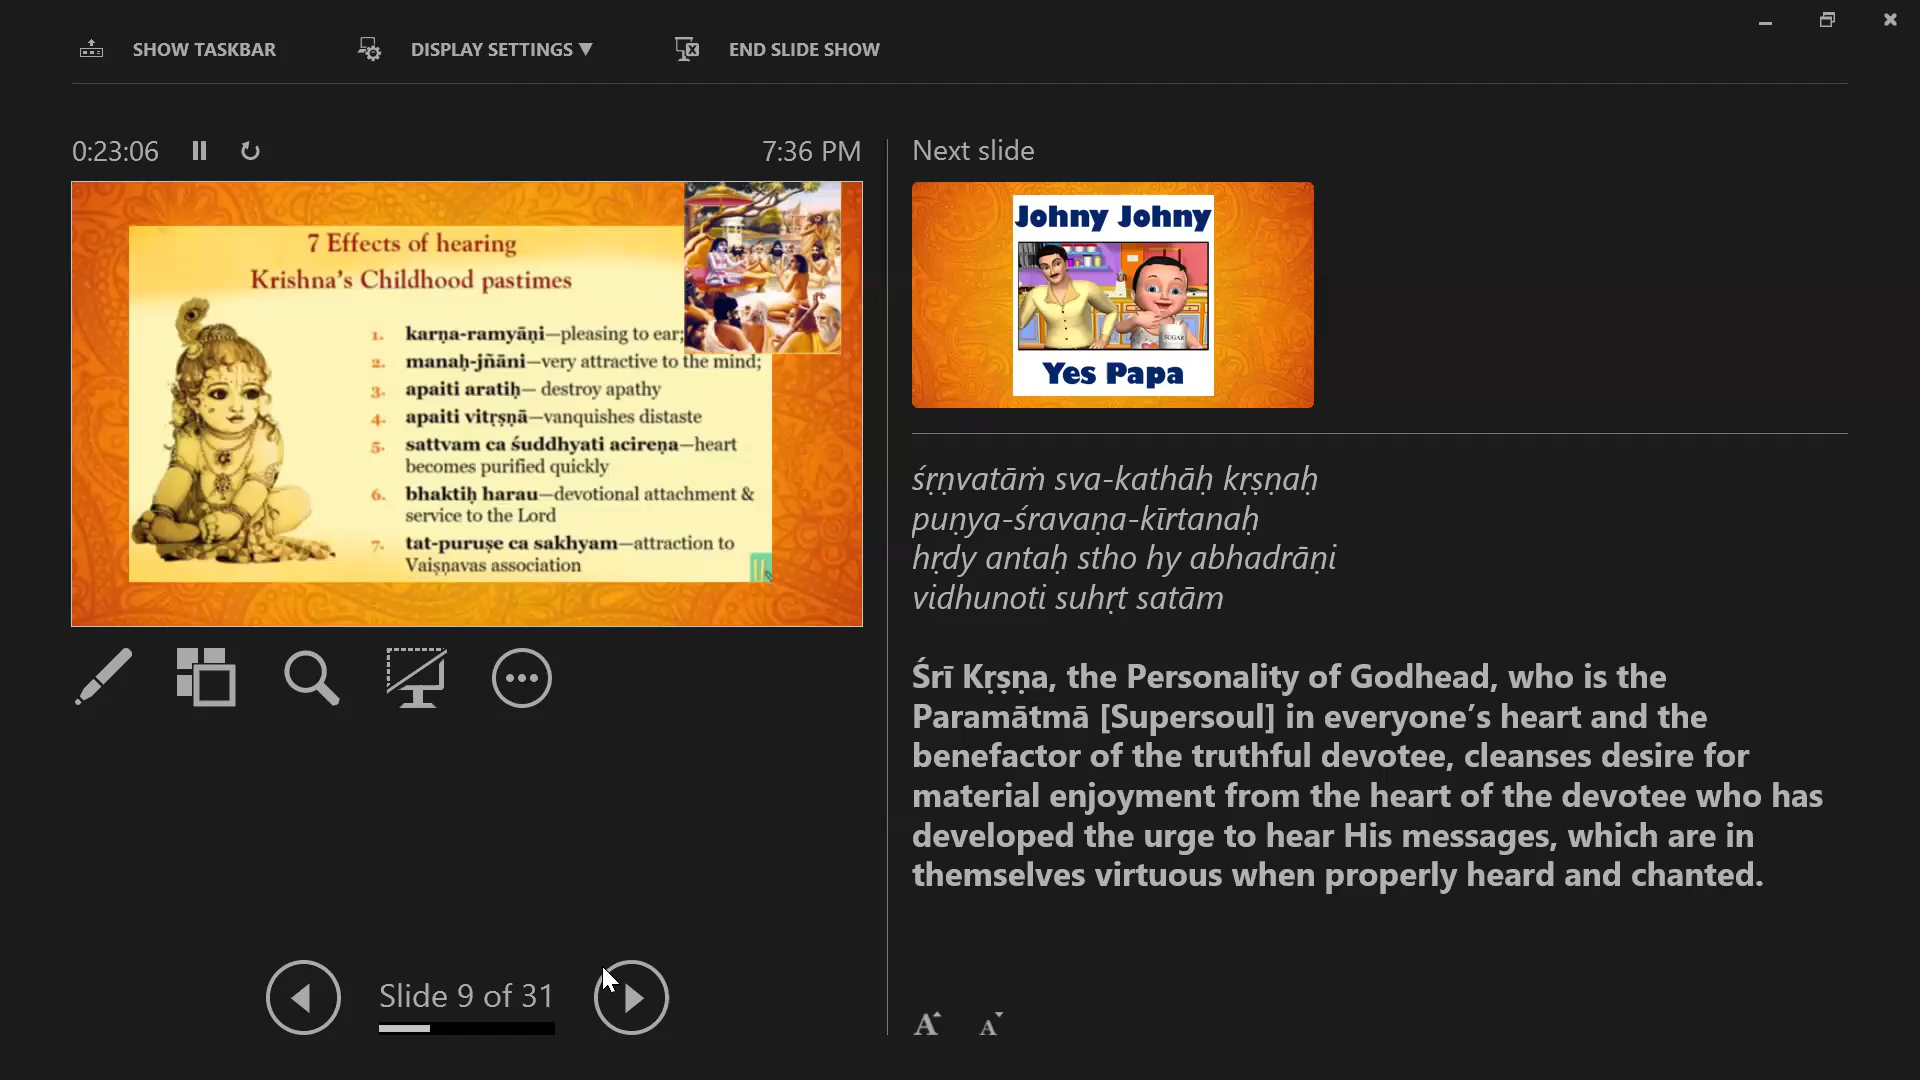 SHOW TASKBAR
DISPLAY SETTINGS ▼
END SLIDE SHOW
0:23:06
7:36 PM
7 Effects of hearing
Krishna's Childhood pastimes
1. karṇa-ramyāṇi—pleasing to ear;
2. manaḥ-jñāni—very attractive to the mind;
3. apaiti aratiḥ— destroy apathy
4. apaiti vitṛṣṇā—vanquishes distaste
5. sattvam ca śuddhyati acireṇa—heart
becomes purified quickly
6. bhaktiḥ harau—devotional attachment &
service to the Lord
7. tat-puruṣe ca sakhyam—attraction to
Vaiṣṇavas association
Slide 9 of 31
Next slide
Johny Johny
SUGAR
Yes Papa
śṛṇvatāṁ sva-kathāḥ kṛṣṇaḥ
puṇya-śravaṇa-kīrtanaḥ
hṛdy antaḥ stho hy abhadrāṇi
vidhunoti suhṛt satām
Śrī Kṛṣṇa, the Personality of Godhead, who is the
Paramātmā [Supersoul] in everyone’s heart and the
benefactor of the truthful devotee, cleanses desire for
material enjoyment from the heart of the devotee who has
developed the urge to hear His messages, which are in
themselves virtuous when properly heard and chanted.
A A